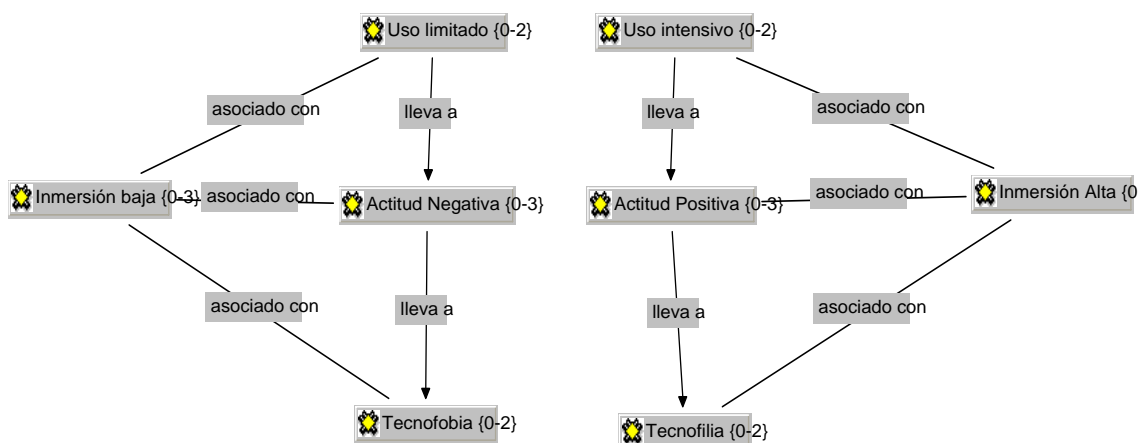 Uso limitado {0-2}
Uso intensivo {0-2}
asociado con
lleva a
lleva a
asociado con
Inmersión baja {0-3}
asociado con
Actitud Negativa {0-3}
Actitud Positiva {0-3}
asociado con
Inmersión Alta {0
asociado con
lleva a
lleva a
asociado con
Tecnofobia {0-2}
Tecnofilia {0-2}